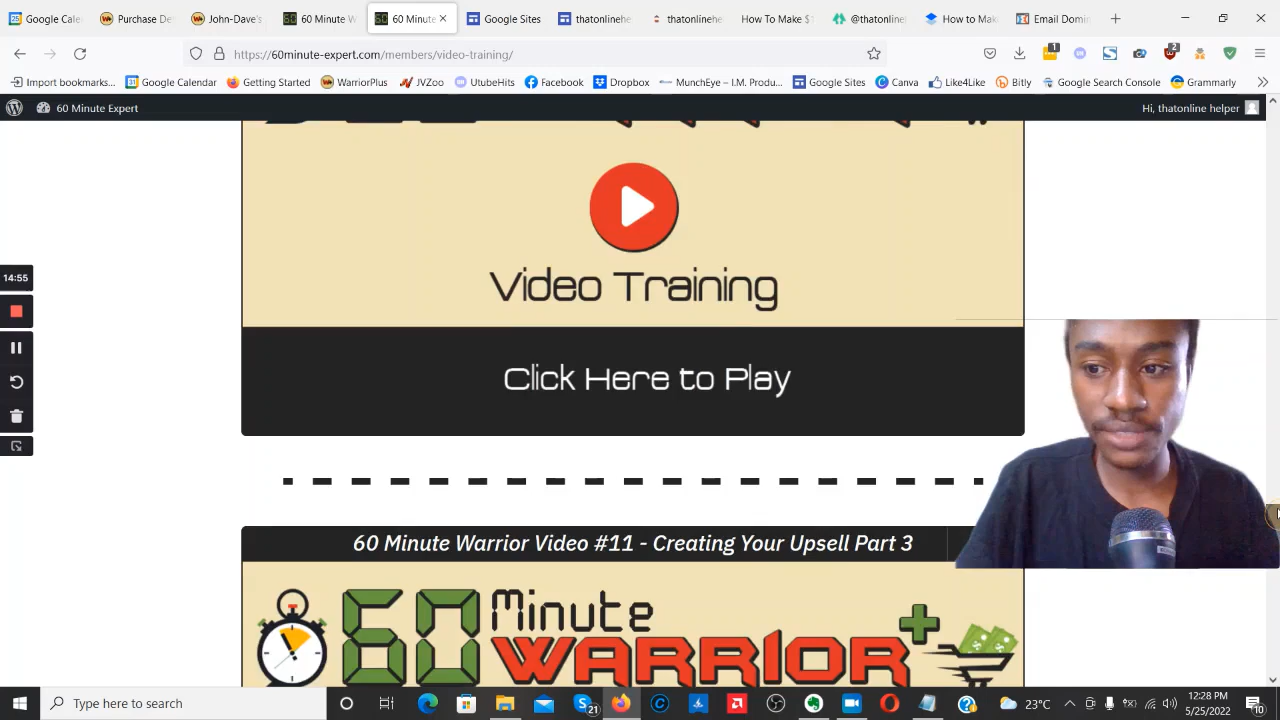 Google Cale
Purchase De
John-Dave's
60 Minute W
60 Minute
Google Sites
thatonlinehe
thatonlinehe
How To Make $
@thatonline
How to Mak
Email Domi
https://60minute-expert.com/members/video-training/
1
2
Import bookmarks...
Google Calendar
Getting Started
WarriorPlus
JVZoo
UtubeHits
Facebook
Dropbox
MunchEye – I.M. Produ...
Canva
Google Sites
Like4Like
Bitly
Google Search Console
Grammarly
60 Minute Expert
Hi, thatonline helper
Video Training
14:55
Click Here to Play
60 Minute Warrior Video #11 - Creating Your Upsell Part 3
60 Minute
WARRIOR+
Type here to search
21
23°C
12:28 PM
5/25/2022
10